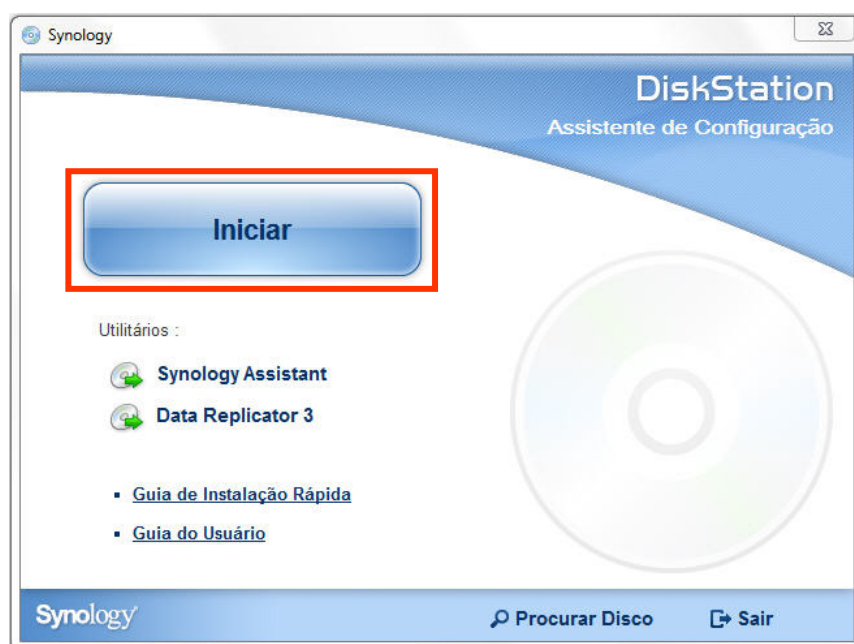 Synology
DiskStation
Assistente de Configuração
Iniciar
Utilitários :
Synology Assistant
Data Replicator 3
Guia de Instalação Rápida
Guia do Usuário
Synology
Procurar Disco
Sair